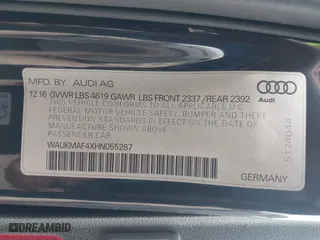 MFD. BY AUDI AG
12.16 GVWR LBS 4619 GAWR LBS FRONT 2337 /REAR 2392
THIS VEHICLE CONFORMS TO ALL APPLICABLE U.S.
FEDERAL MOTOR VEHICLE
SAFETY, BUMPER AND THEFT
PREVENTION STANDARDS IN EFFECT ON THE
DATE OF MANUFACTURE SHOWN ABOVE
PASSENGER CAR
WAUKMAF4XHN055287
Audi
5124044
GERMANY
DREAMBID